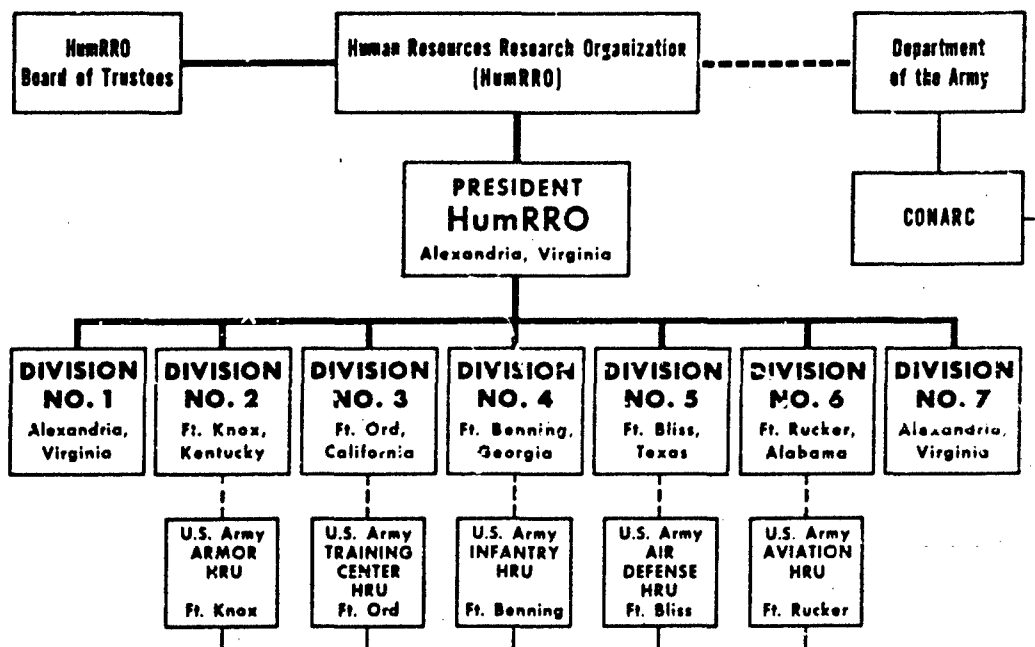 HumRRO
Board of Trustees
Human Resources Research Organization
(HumRRO)
Department
of the Army
CONARC
PRESIDENT
HumRRO
Alexandria, Virginia
DIVISION
NO. 1
Alexandria,
Virginia
DIVISION
NO. 2
Ft. Knox,
Kentucky
DIVISION
NO. 3
Ft. Ord,
California
DIVISION
NO. 4
Ft. Benning,
Georgia
DIVISION
NO. 5
Ft. Bliss,
Texas
DIVISION
NO. 6
Ft. Rucker,
Alabama
DIVISION
NO. 7
Alexandria,
Virginia
U.S. Army
ARMOR
HRU
Ft. Knox
U.S. Army
TRAINING
CENTER
HRU
Ft. Ord
U.S. Army
INFANTRY
HRU
Ft. Benning
U.S. Army
AIR
DEFENSE
HRU
Ft. Bliss
U.S. Army
AVIATION
HRU
Ft. Rucker